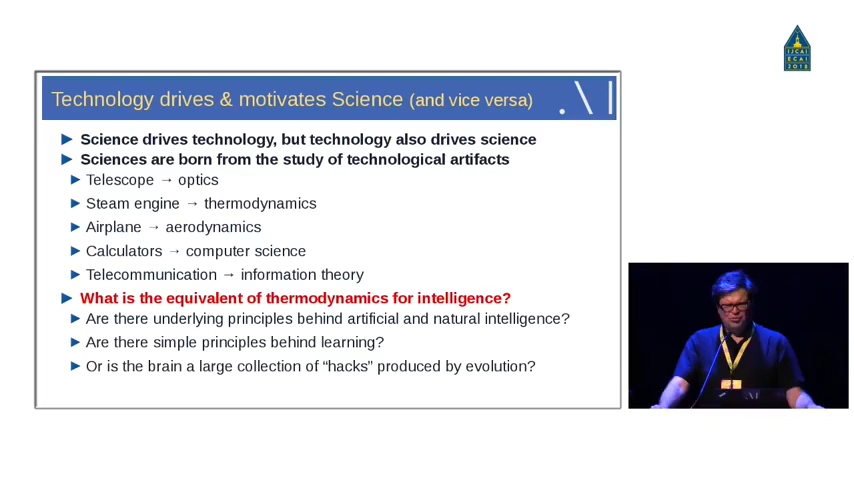 IJCAI
ECAI
2018
Technology drives & motivates Science (and vice versa)
Science drives technology, but technology also drives science
Sciences are born from the study of technological artifacts
Telescope → optics
Steam engine → thermodynamics
Airplane → aerodynamics
Calculators → computer science
Telecommunication → information theory
What is the equivalent of thermodynamics for intelligence?
Are there underlying principles behind artificial and natural intelligence?
Are there simple principles behind learning?
Or is the brain a large collection of “hacks” produced by evolution?